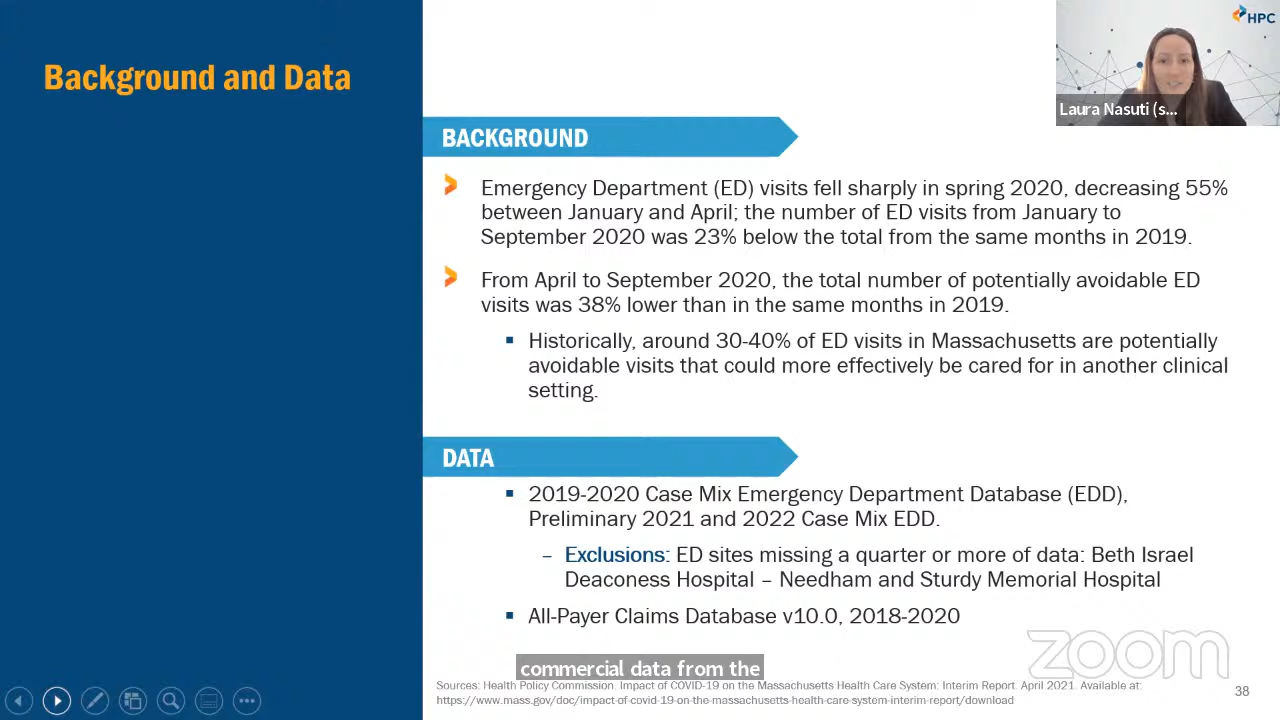 Background and Data
HPC
Laura Nasuti (s...
BACKGROUND
Emergency Department (ED) visits fell sharply in spring 2020, decreasing 55%
between January and April; the number of ED visits from January to
September 2020 was 23% below the total from the same months in 2019.
From April to September 2020, the total number of potentially avoidable ED
visits was 38% lower than in the same months in 2019.
Historically, around 30-40% of ED visits in Massachusetts are potentially
avoidable visits that could more effectively be cared for in another clinical
setting.
DATA
2019-2020 Case Mix Emergency Department Database (EDD),
Preliminary 2021 and 2022 Case Mix EDD.
– Exclusions: ED sites missing a quarter or more of data: Beth Israel
Deaconess Hospital – Needham and Sturdy Memorial Hospital
All-Payer Claims Database v10.0, 2018-2020
zoom
commercial data from the
Sources: Health Policy Commission. Impact of COVID-19 on the Massachusetts Health Care System: Interim Report. April 2021. Available at:
https://www.mass.gov/doc/impact-of-covid-19-on-the-massachusetts-health-care-system-interim-report/download
38